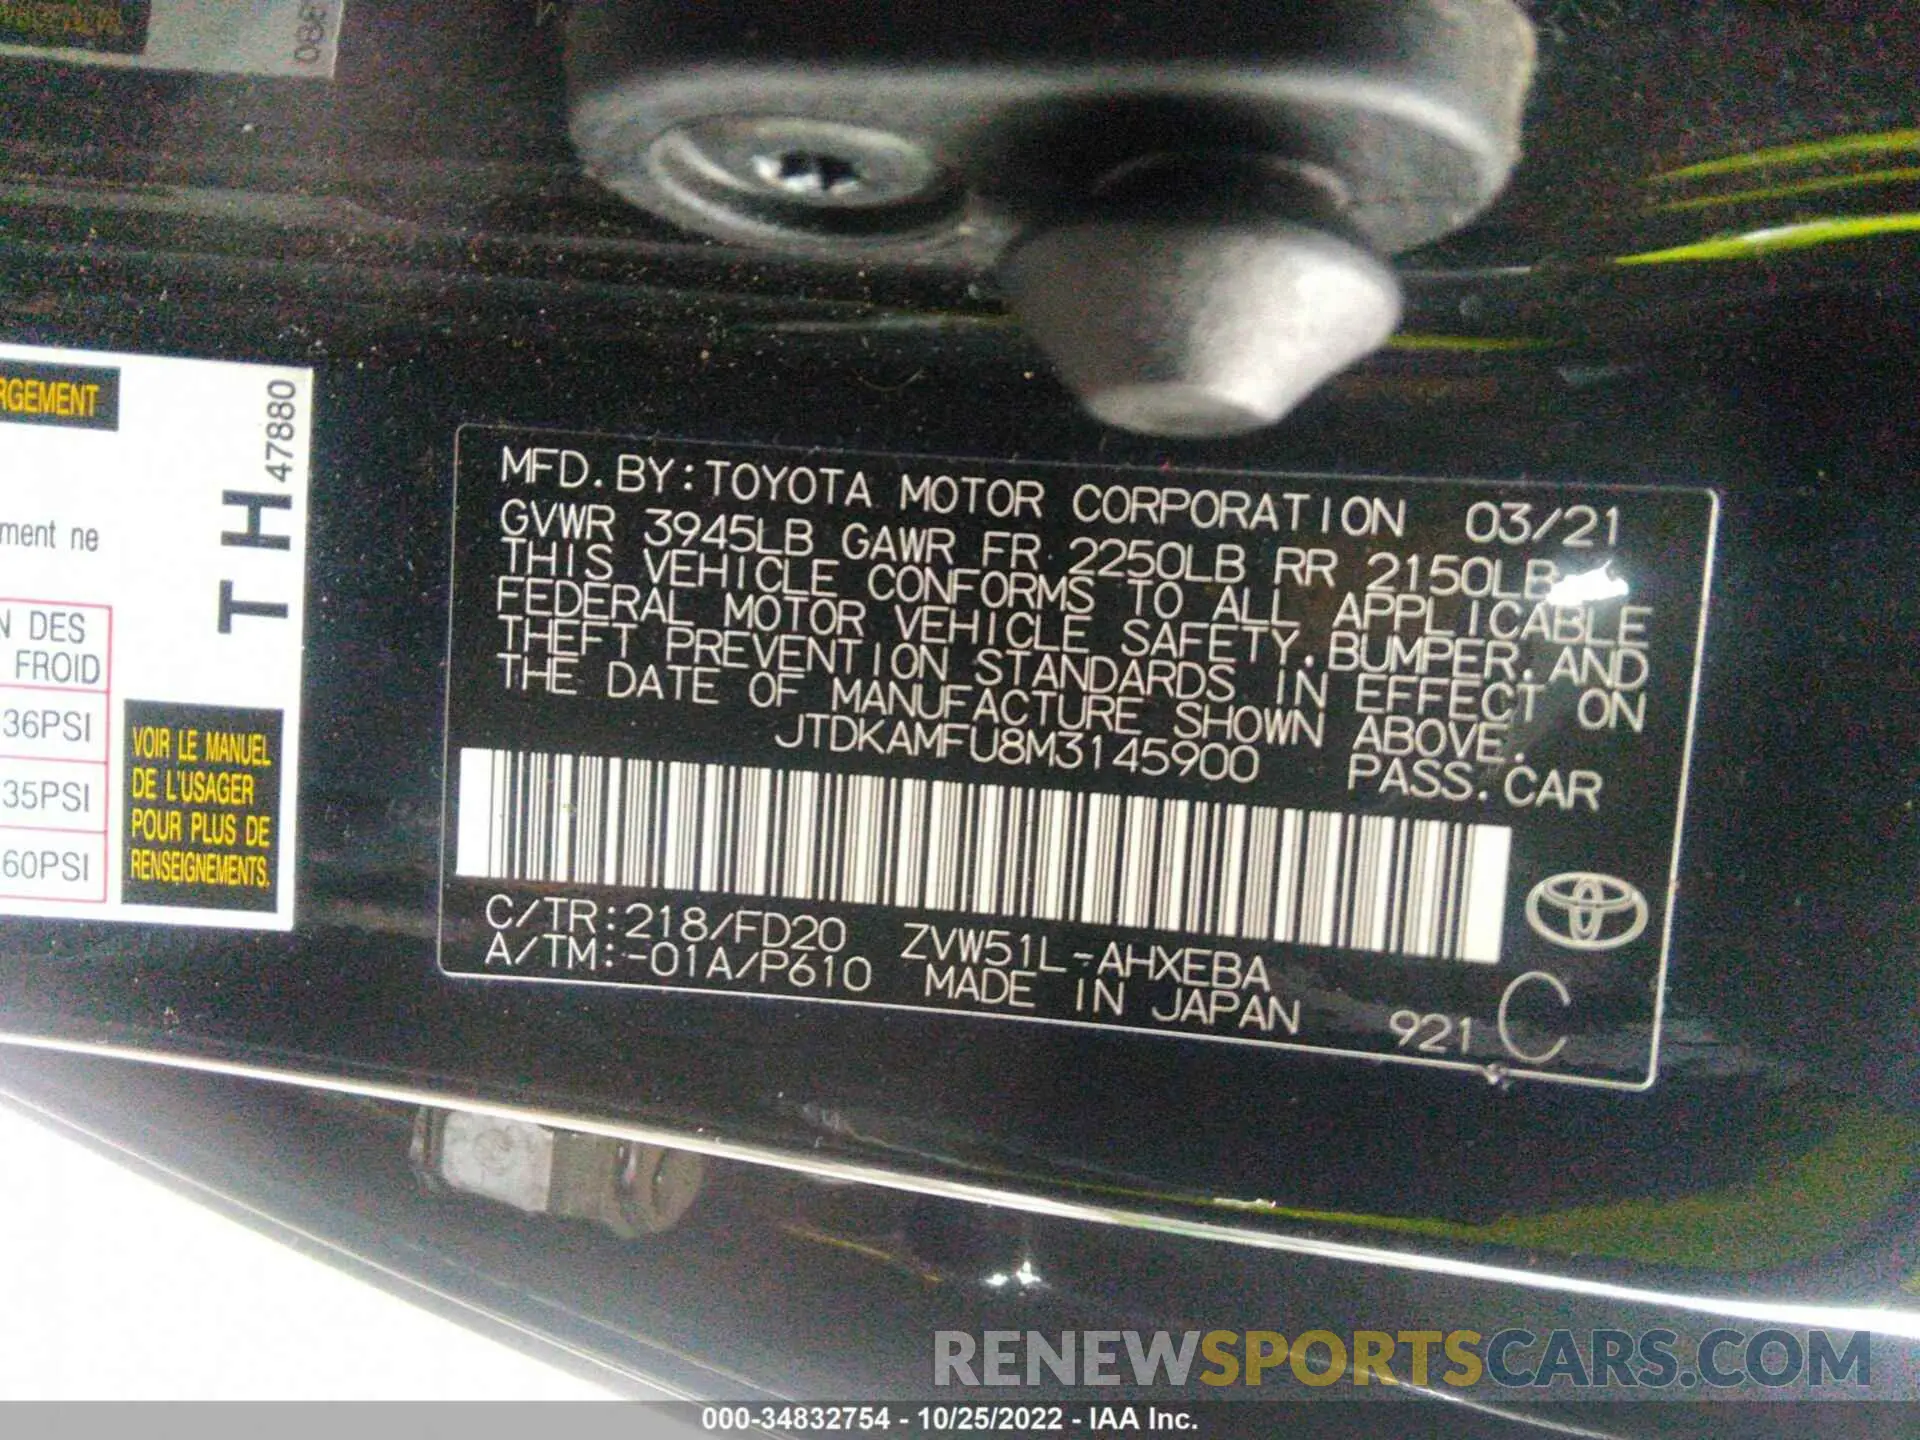 088
RGEMENT
47880
TH
ment ne
N DES
FROID
36PSI
35PSI
60PSI
VOIR LE MANUEL
DE L'USAGER
POUR PLUS DE
RENSEIGNEMENTS.
MFD.BY:TOYOTA MOTOR CORPORATION 03/21
GVWR 3945LB GAWR FR 2250LB RR 2150LB
THIS VEHICLE CONFORMS TO ALL APPLICABLE
FEDERAL MOTOR VEHICLE SAFETY,BUMPER,AND
THEFT PREVENTION STANDARDS IN EFFECT ON
THE DATE OF MANUFACTURE SHOWN ABOVE.
JTDKAMFU8M3145900 PASS.CAR
C/TR:218/FD20 ZVW51L-AHXEBA
A/TM:-01A/P610 MADE IN JAPAN 921 C
RENEWSPORTSCARS.COM
000-34832754 - 10/25/2022 - IAA Inc.